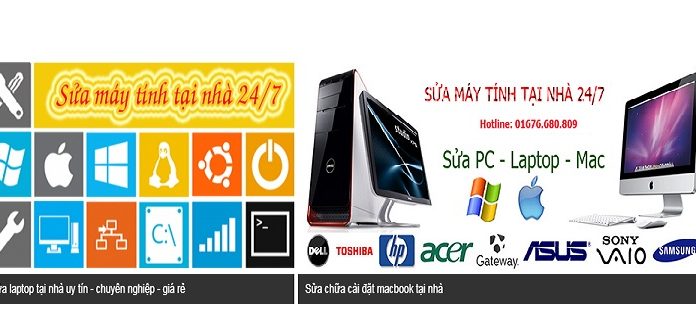 Sửa máy tính tại nhà 24/7
C:\
>_
laptop tại nhà uy tín - chuyên nghiệp - giá rẻ
SỬA MÁY TÍNH TẠI NHÀ 24/7
Hotline: 01676.680.809
Sửa PC - Laptop - Mac
DELL TOSHIBA hp acer Gateway. ASUS SONY VAIO SAMSUNG
Sửa chữa cài đặt macbook tại nhà